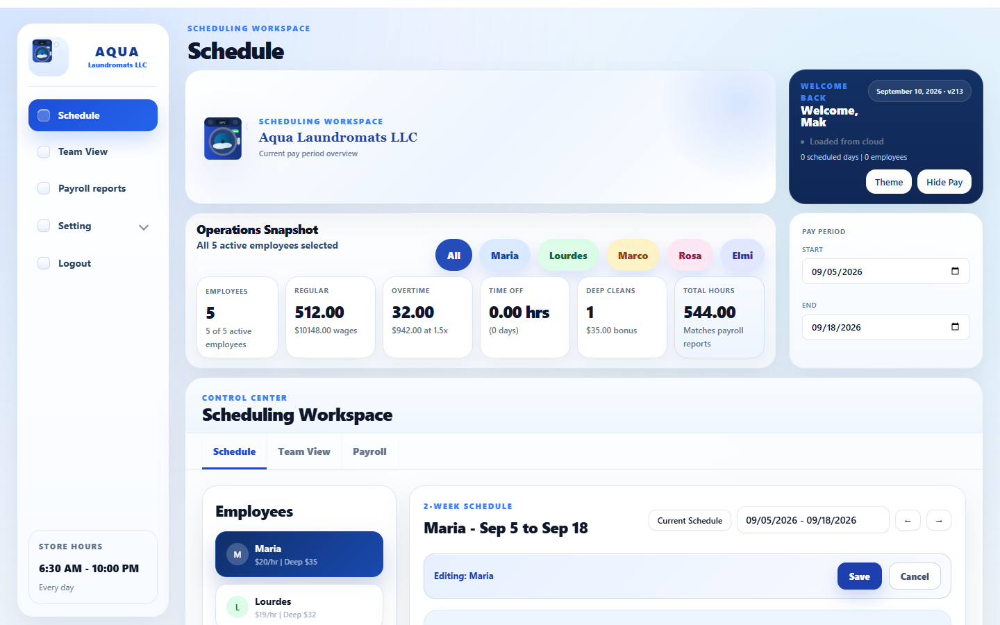 AQUA
Laundromats LLC
Schedule
Team View
Payroll reports
Setting
Logout
STORE HOURS
6:30 AM - 10:00 PM
Every day
SCHEDULING WORKSPACE
Schedule
SCHEDULING WORKSPACE
Aqua Laundromats LLC
Current pay period overview
WELCOME BACK
September 10, 2026 · v213
Welcome, Mak
Loaded from cloud
0 scheduled days | 0 employees
Theme
Hide Pay
Operations Snapshot
All 5 active employees selected
All
Maria
Lourdes
Marco
Rosa
Elmi
EMPLOYEES
5
5 of 5 active
employees
REGULAR
512.00
$10148.00 wages
OVERTIME
32.00
$942.00 at 1.5x
TIME OFF
0.00 hrs
(0 days)
DEEP CLEANS
1
$35.00 bonus
TOTAL HOURS
544.00
Matches payroll
reports
PAY PERIOD
START
09/05/2026
END
09/18/2026
CONTROL CENTER
Scheduling Workspace
Schedule
Team View
Payroll
Employees
M
Maria
$20/hr | Deep $35
L
Lourdes
$19/hr | Deep $32
2-WEEK SCHEDULE
Maria - Sep 5 to Sep 18
Current Schedule
09/05/2026 - 09/18/2026
←
→
Editing: Maria
Save
Cancel